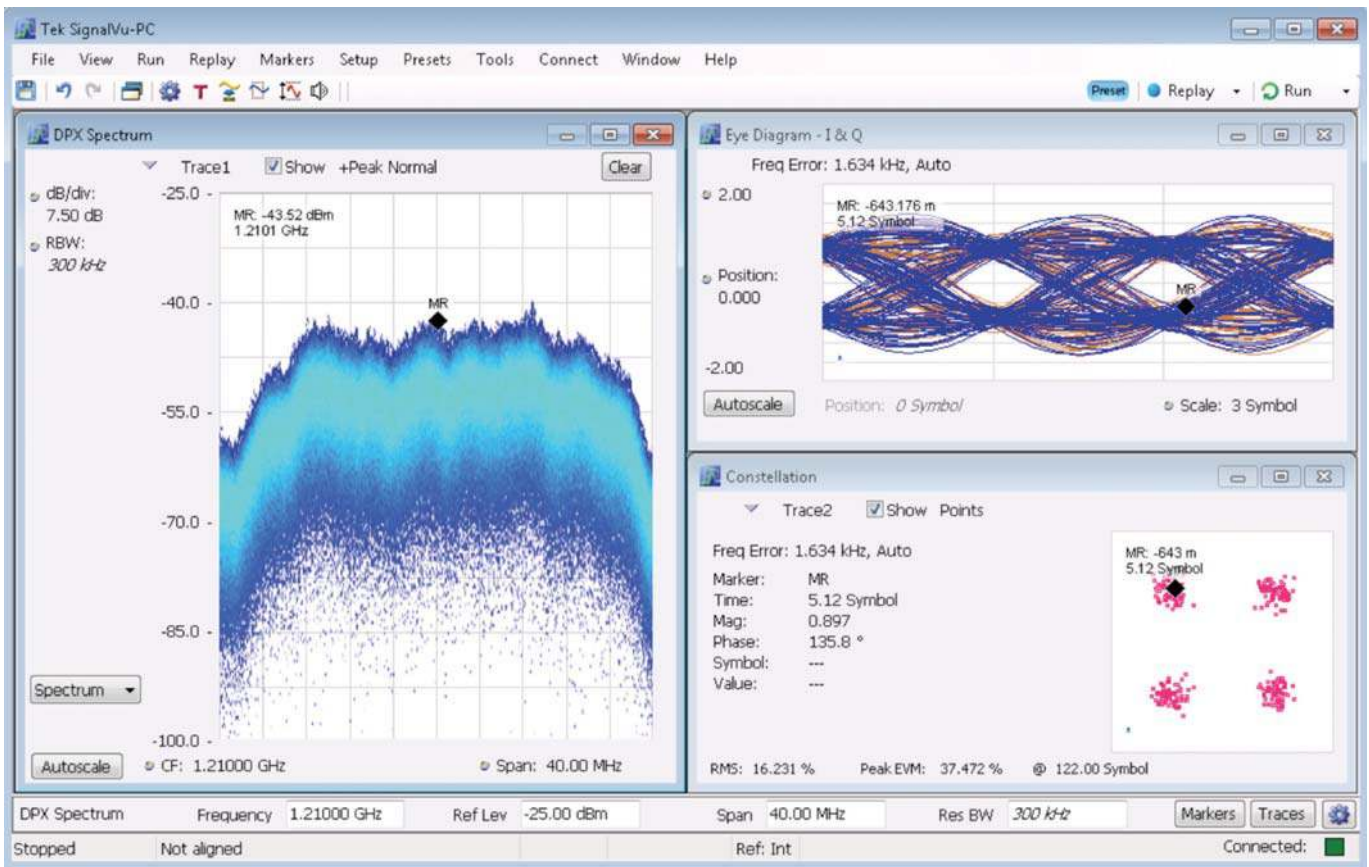 Tek SignalVu-PC
File View Run Replay Markers Setup Presets Tools Connect Window Help
T Preset Replay Run
DPX Spectrum
Trace1 Show +Peak Normal Clear
dB/div:
7.50 dB
RBW:
300 kHz
-25.0 -
MR: -43.52 dBm
1.2101 GHz
-40.0 -
MR
-55.0 -
-70.0 -
-85.0 -
-100.0 -
Spectrum
Autoscale CF: 1.21000 GHz Span: 40.00 MHz
Eye Diagram - I & Q
Freq Error: 1.634 kHz, Auto
2.00
MR: -643.176 m
5.12 Symbol
Position:
0.000
MR
-2.00
Autoscale Position: 0 Symbol Scale: 3 Symbol
Constellation
Trace2 Show Points
Freq Error: 1.634 kHz, Auto
Marker: MR
Time: 5.12 Symbol
Mag: 0.897
Phase: 135.8 °
Symbol: ---
Value: ---
MR: -643 m
5.12 Symbol
RMS: 16.231 % Peak EVM: 37.472 % @ 122.00 Symbol
DPX Spectrum Frequency 1.21000 GHz Ref Lev -25.00 dBm Span 40.00 MHz Res BW 300 kHz Markers Traces
Stopped Not aligned Ref: Int Connected: